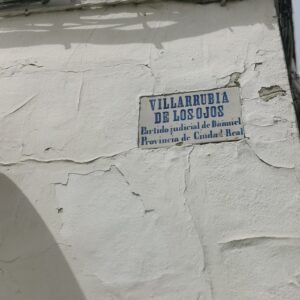 VILLARRUBIA
DE LOS OJOS
Partido judicial de Daimiel
Provincia de Ciudad Real